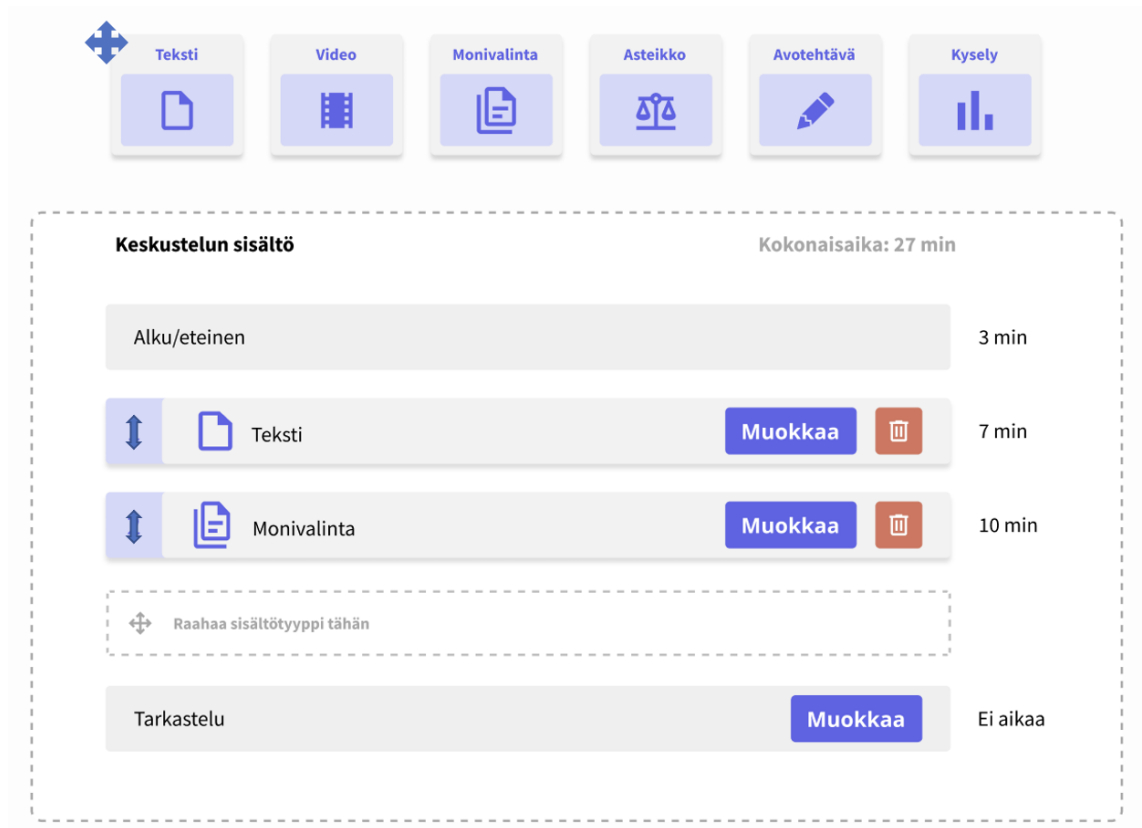 Teksti Video Monivalinta Asteikko Avotehtävä Kysely
Keskustelun sisältö Kokonaisaika: 27 min
Alku/eteinen 3 min
Teksti Muokkaa 7 min
Monivalinta Muokkaa 10 min
Raahaa sisältötyyppi tähän
Tarkastelu Muokkaa Ei aikaa